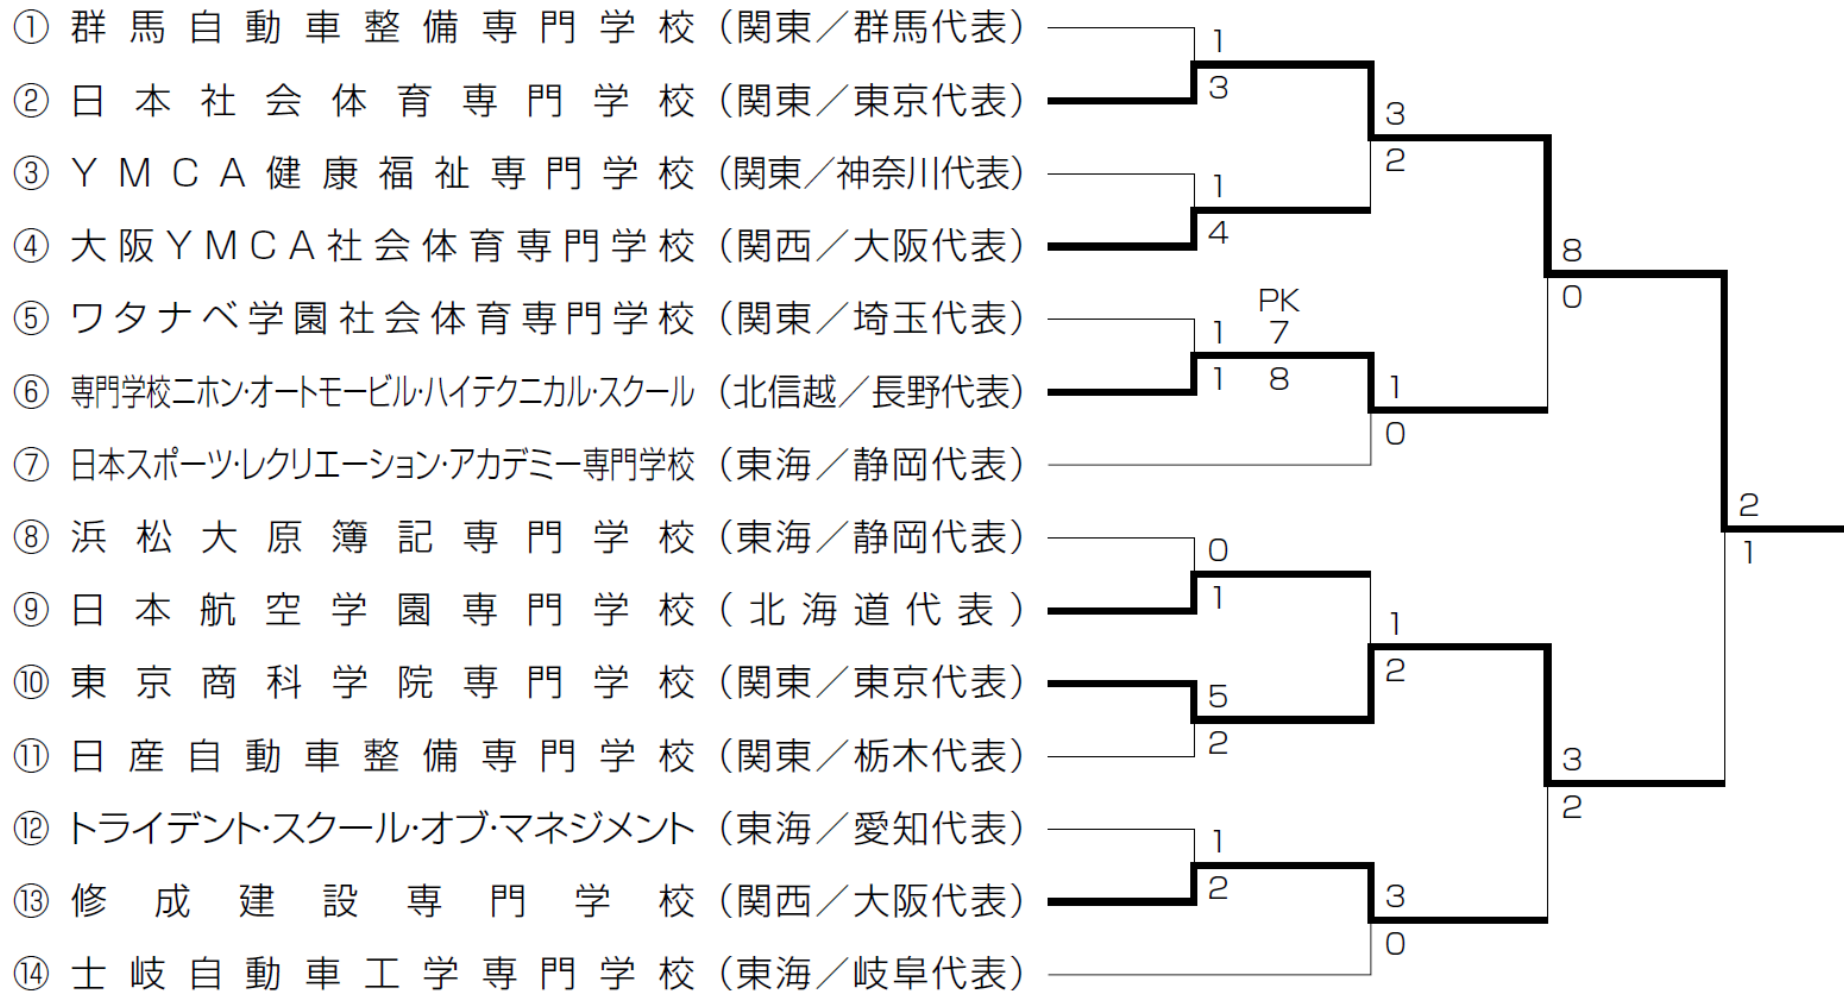 ① 群馬自動車整備専門学校 (関東／群馬代表)
1
② 日本社会体育専門学校 (関東／東京代表)
3
3
③ YMCA健康福祉専門学校 (関東／神奈川代表)
2
1
④ 大阪YMCA社会体育専門学校 (関西／大阪代表)
4
8
0
⑤ ワタナベ学園社会体育専門学校 (関東／埼玉代表)
PK
1 7
1 8
⑥ 専門学校ニホン・オートモービル・ハイテクニカル・スクール (北信越／長野代表)
1
0
⑦ 日本スポーツ・レクリエーション・アカデミー専門学校 (東海／静岡代表)
2
1
⑧ 浜松大原簿記専門学校 (東海／静岡代表)
0
1
⑨ 日本航空学園専門学校 (北海道代表)
1
2
⑩ 東京商科学院専門学校 (関東／東京代表)
5
2
⑪ 日産自動車整備専門学校 (関東／栃木代表)
3
2
⑫ トライデント・スクール・オブ・マネジメント (東海／愛知代表)
1
2
⑬ 修成建設専門学校 (関西／大阪代表)
3
0
⑭ 士岐自動車工学専門学校 (東海／岐阜代表)